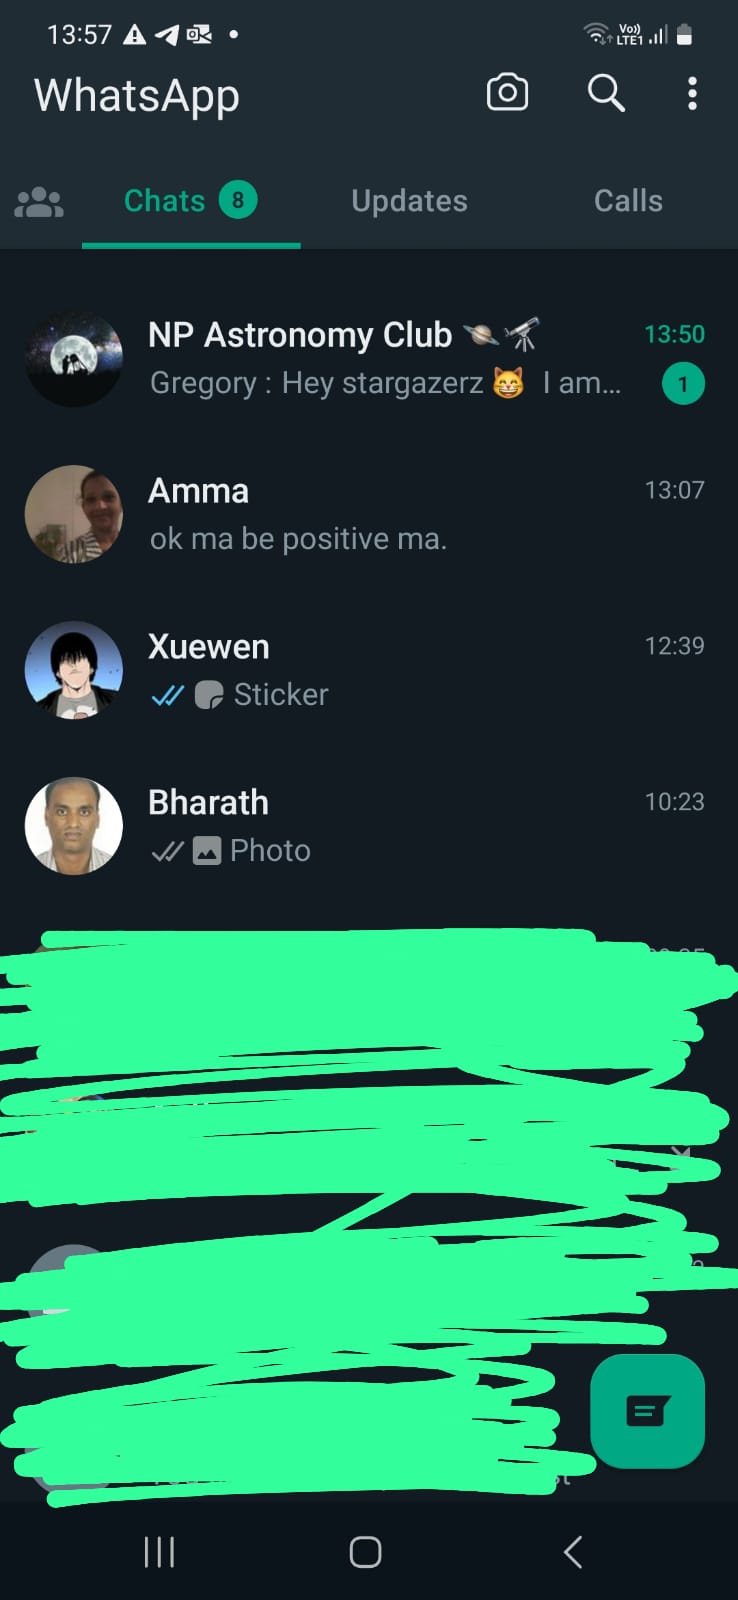 13:57 Vo)) LTE1
WhatsApp
Chats 8 Updates Calls
NP Astronomy Club 🪐🔭 13:50
Gregory : Hey stargazerz 😸 I am... 1
Amma 13:07
ok ma be positive ma.
Xuewen 12:39
Sticker
Bharath 10:23
Photo